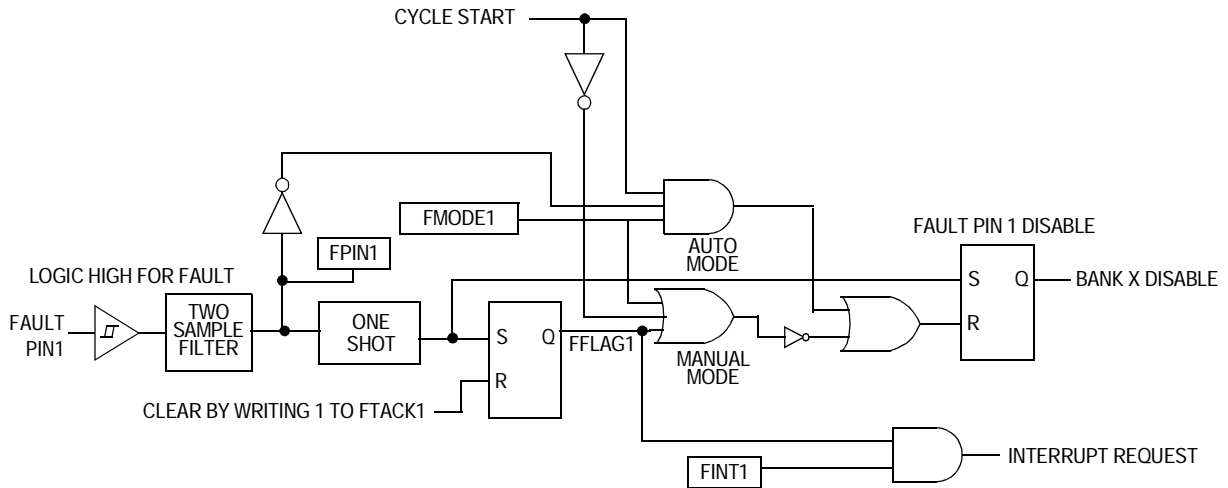 CYCLE START
FMODE1
FPIN1
AUTO
MODE
FAULT PIN 1 DISABLE
LOGIC HIGH FOR FAULT
S
Q
BANK X DISABLE
FAULT
PIN1
TWO
SAMPLE
FILTER
ONE
SHOT
S
Q
FFLAG1
R
MANUAL
MODE
R
CLEAR BY WRITING 1 TO FTACK1
INTERRUPT REQUEST
FINT1